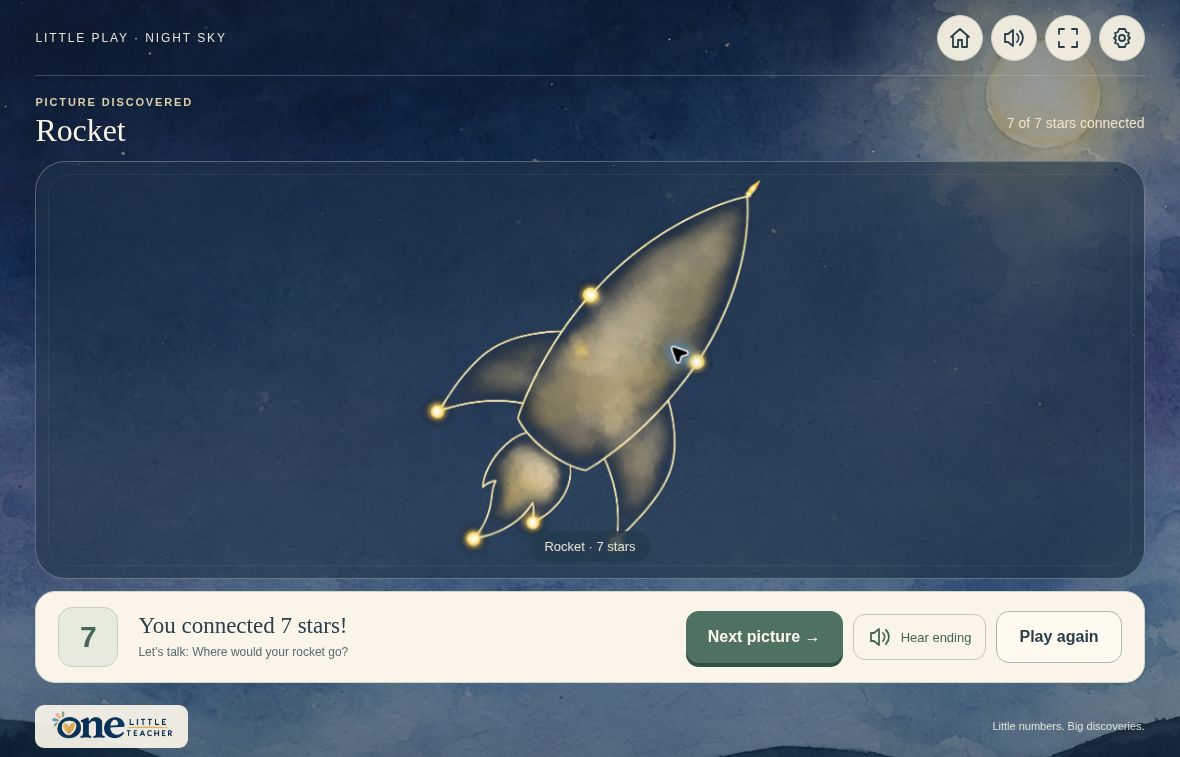 LITTLE PLAY · NIGHT SKY
PICTURE DISCOVERED
Rocket
7 of 7 stars connected
Rocket · 7 stars
7
You connected 7 stars!
Let's talk: Where would your rocket go?
Next picture →
Hear ending
Play again
one LITTLE TEACHER
Little numbers. Big discoveries.